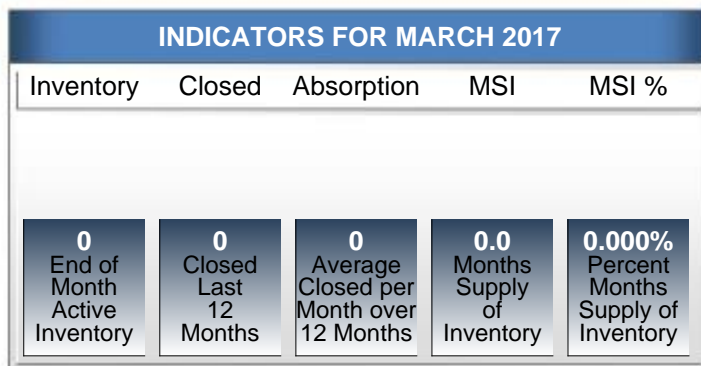 INDICATORS FOR MARCH 2017
Inventory Closed Absorption MSI MSI %
0
End of
Month
Active
Inventory
0
Closed
Last
12
Months
0
Average
Closed per
Month over
12 Months
0.0
Months
Supply
of
Inventory
0.000%
Percent
Months
Supply of
Inventory